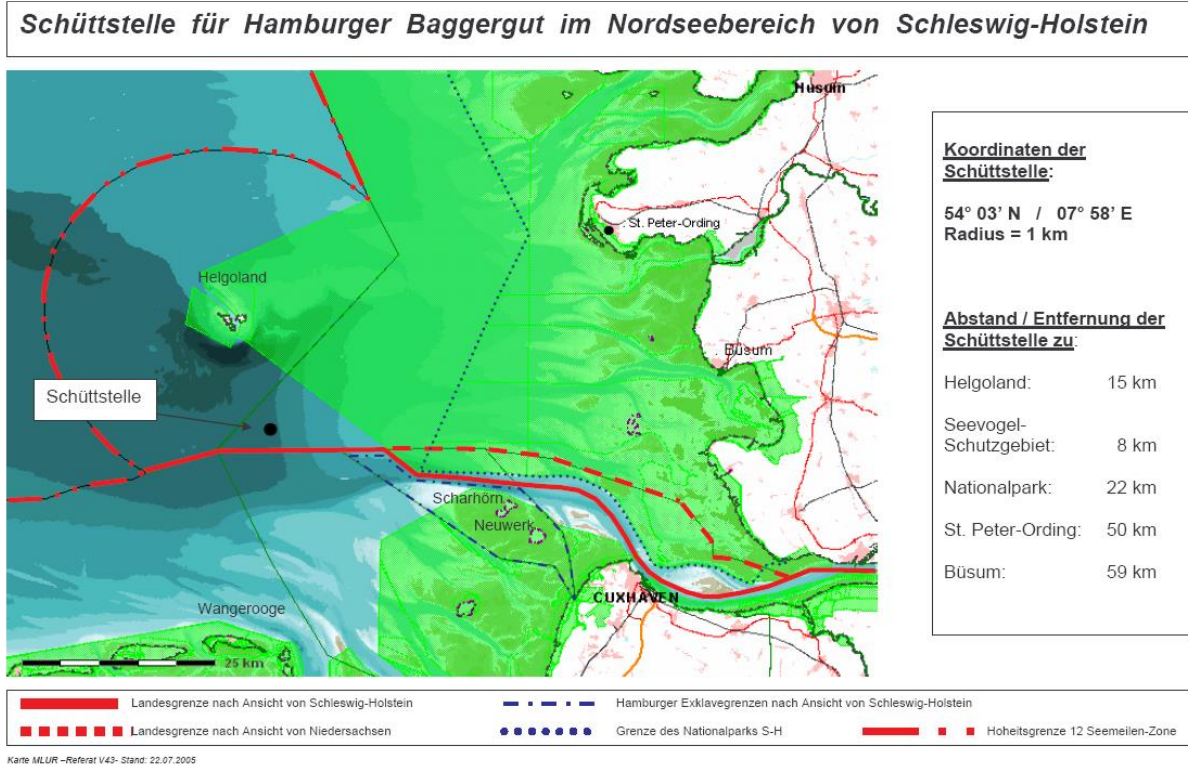 Schüttstelle für Hamburger Baggergut im Nordseebereich von Schleswig-Holstein
Husum
. St. Peter-Ording
Helgoland
. Büsum
Schüttstelle
Scharhörn
Neuwerk
CUXHAVEN
Wangerooge
25 km
Koordinaten der
Schüttstelle:
54° 03’ N / 07° 58’ E
Radius = 1 km
Abstand / Entfernung der
Schüttstelle zu:
Helgoland: 15 km
Seevogel-
Schutzgebiet: 8 km
Nationalpark: 22 km
St. Peter-Ording: 50 km
Büsum: 59 km
Landesgrenze nach Ansicht von Schleswig-Holstein
Hamburger Exklavegrenzen nach Ansicht von Schleswig-Holstein
Landesgrenze nach Ansicht von Niedersachsen
Grenze des Nationalparks S-H
Hoheitsgrenze 12 Seemeilen-Zone
Karte MLUR –Referat V43- Stand: 22.07.2005